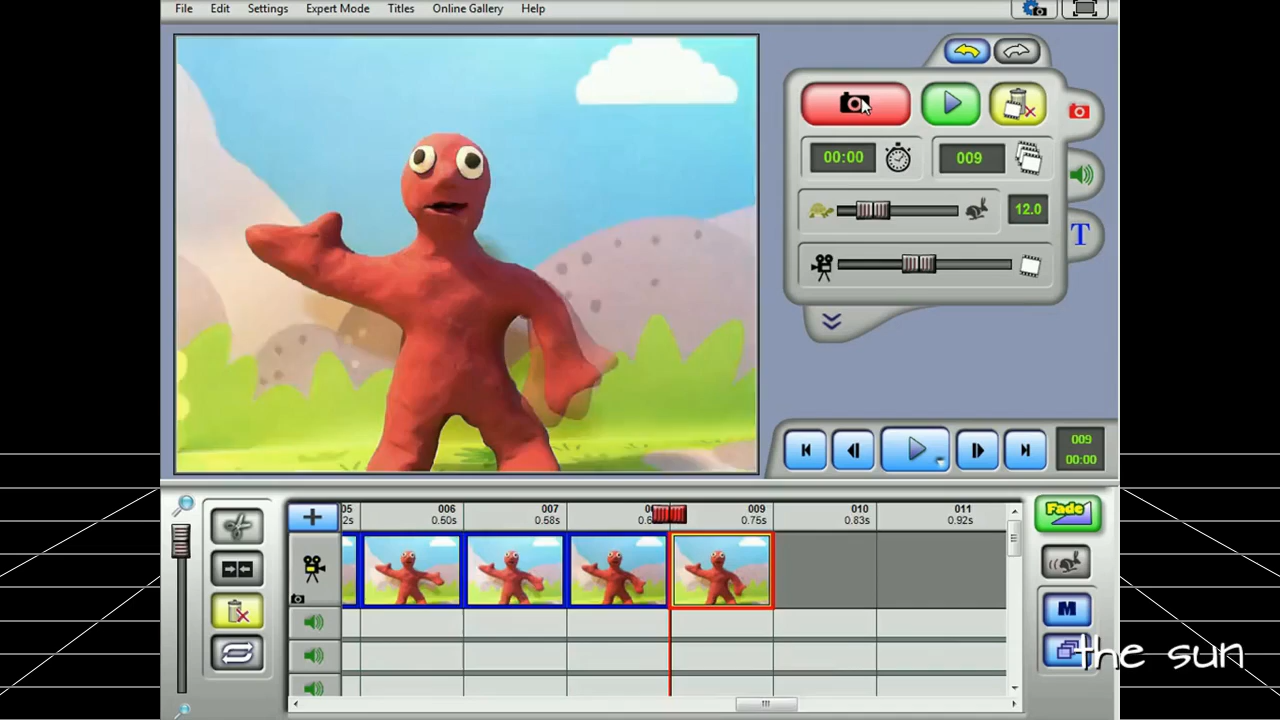 File Edit Settings Expert Mode Titles Online Gallery Help
00:00 009
12.0
T
009
00:00
006 007 009 010 011
0.50s 0.58s 0.75s 0.83s 0.92s
Fade
M
the sun